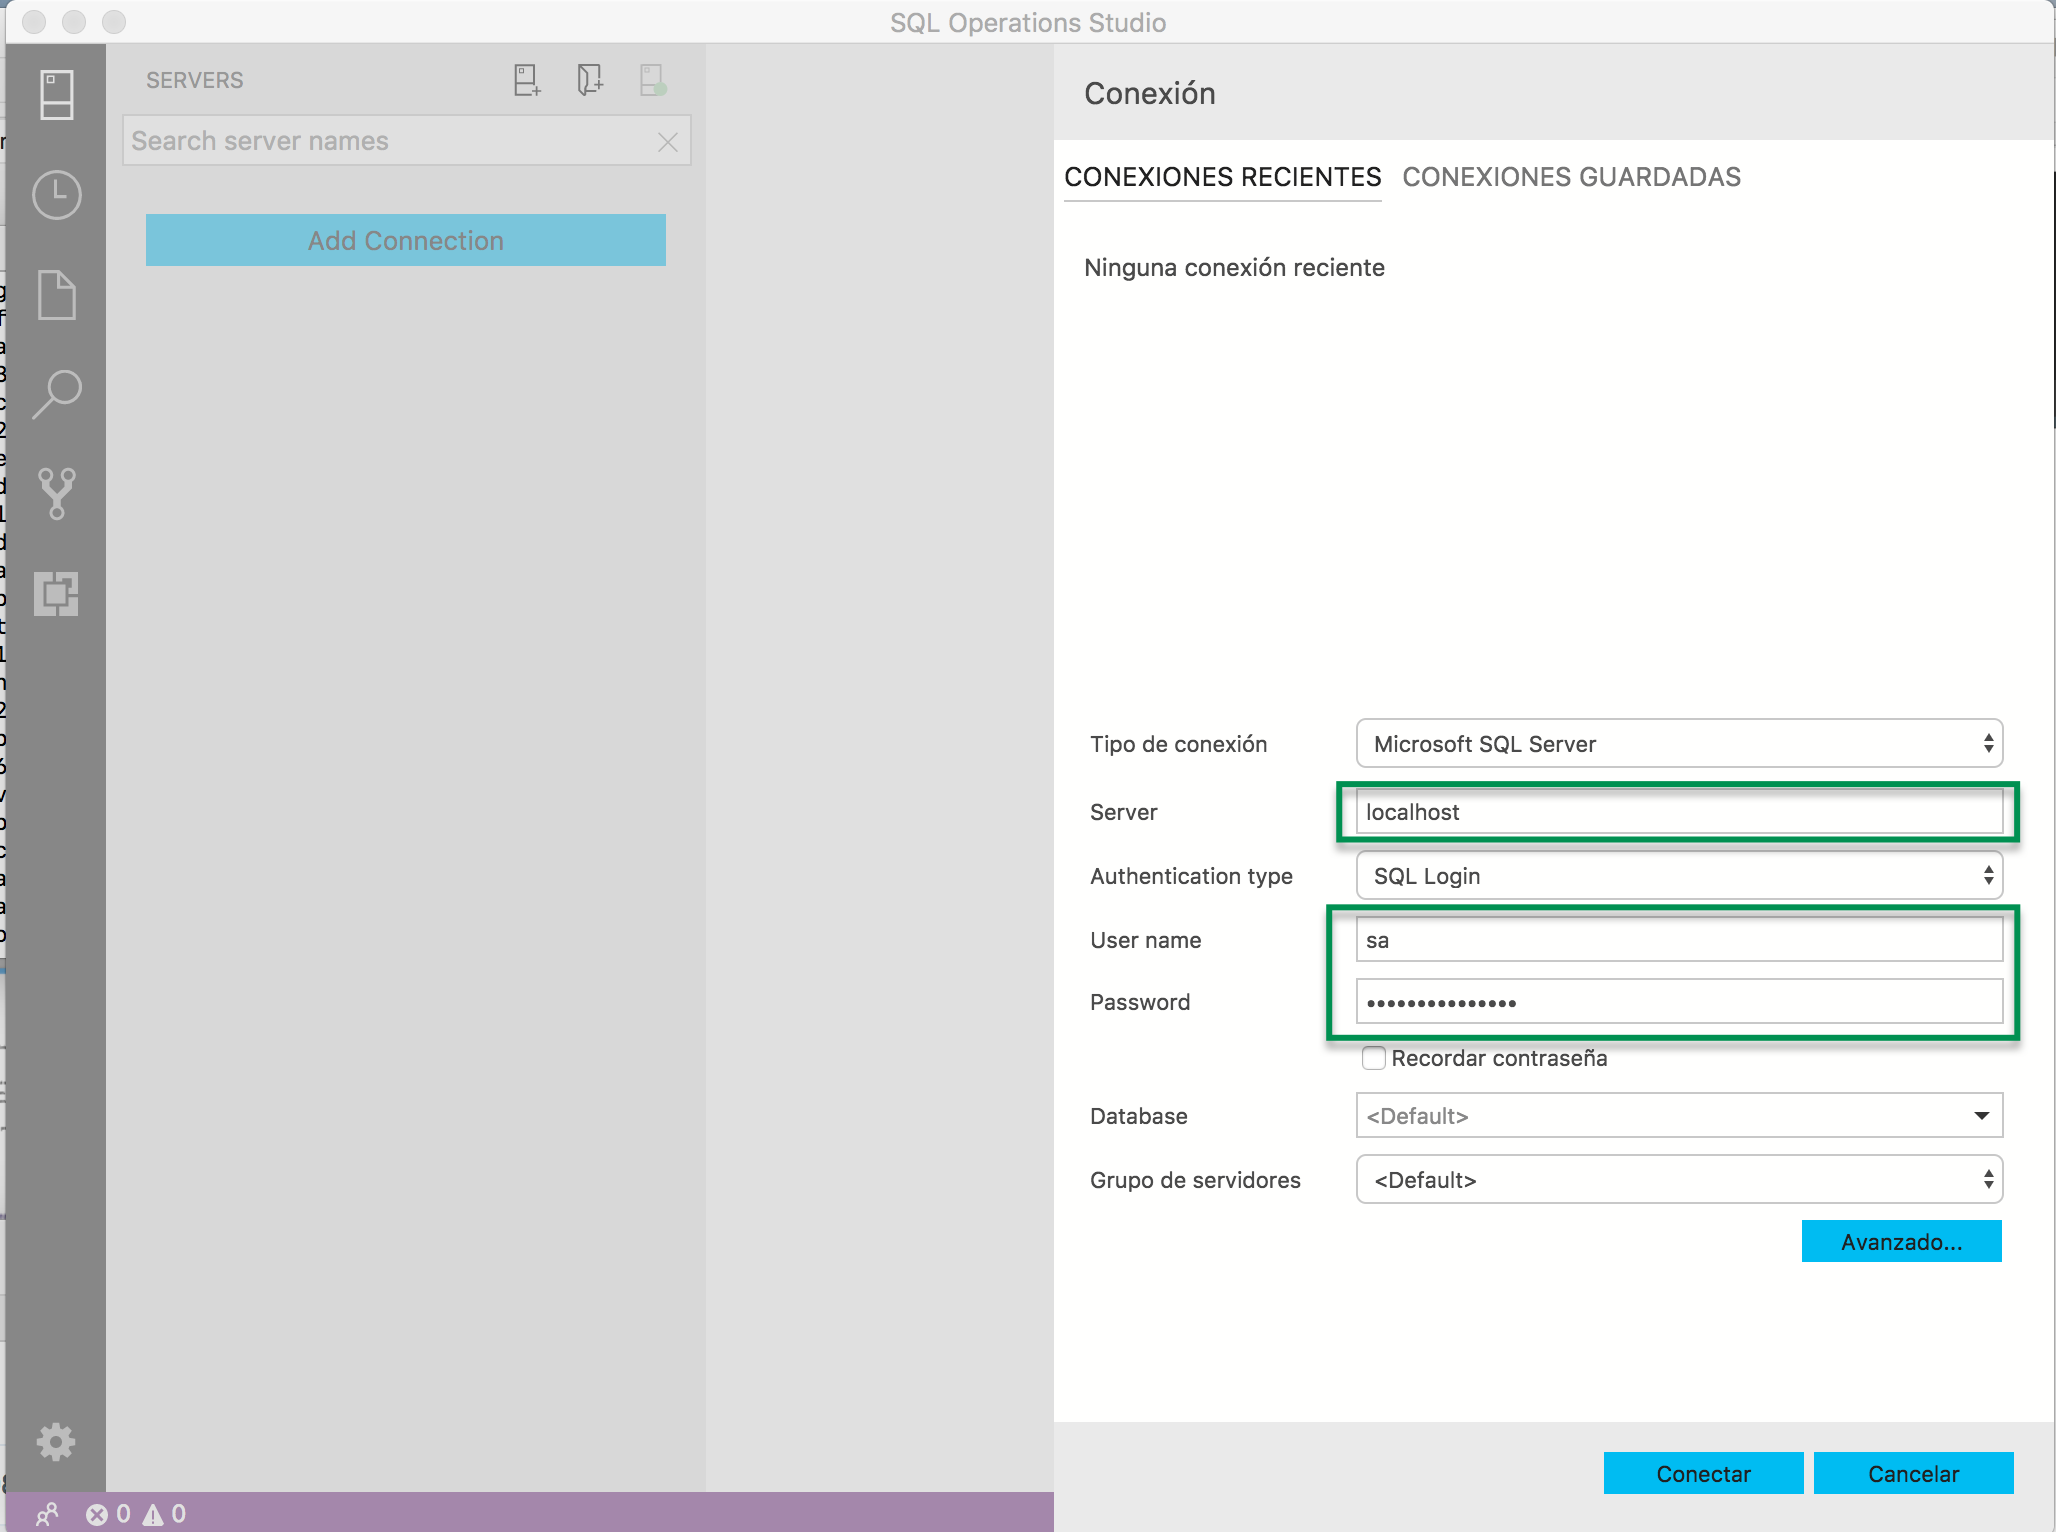 SQL Operations Studio
SERVERS
Search server names
Add Connection
Conexión
CONEXIONES RECIENTES CONEXIONES GUARDADAS
Ninguna conexión reciente
Tipo de conexión Microsoft SQL Server
Server localhost
Authentication type SQL Login
User name sa
Password •••••••••••••••
Recordar contraseña
Database <Default>
Grupo de servidores <Default>
Avanzado...
Conectar Cancelar
0 0